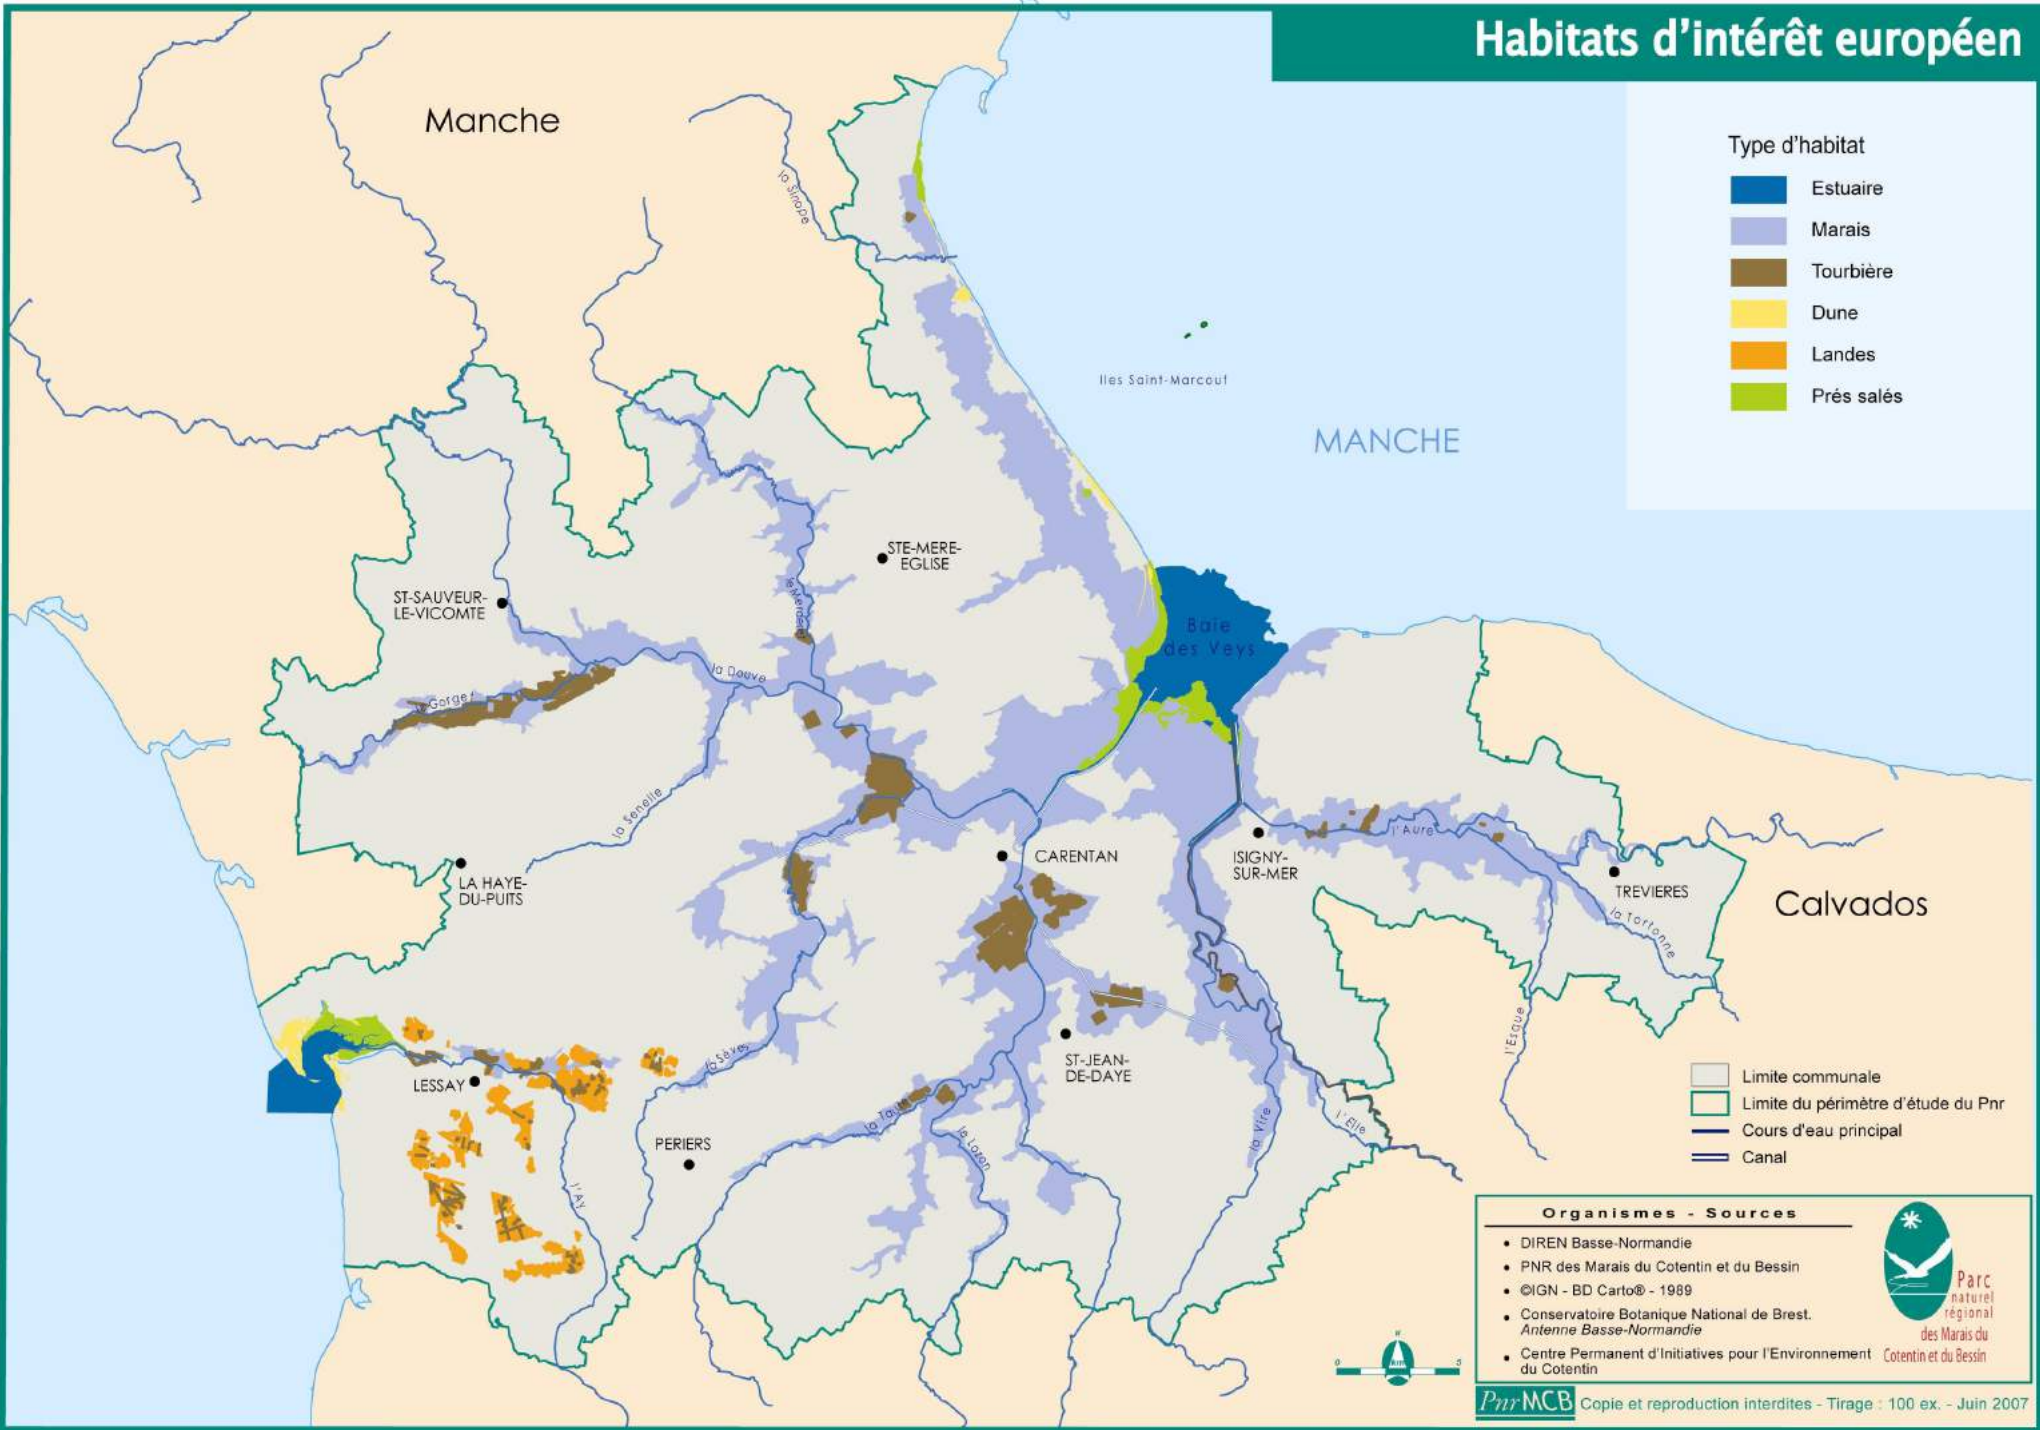 Habitats d'intérêt européen
Manche
Type d'habitat
Estuaire
Marais
Tourbière
Dune
Landes
Prés salés
la Sinope
Iles Saint-Marcouf
MANCHE
STE-MERE-
EGLISE
ST-SAUVEUR-
LE-VICOMTE
le Merderet
Baie
des Veys
la Douve
le Gorget
la Senelle
l'Aure
ISIGNY-
SUR-MER
CARENTAN
LA HAYE-
DU-PUITS
TREVIERES
Calvados
la Tortonne
l'Esque
LESSAY
ST-JEAN-
DE-DAYE
la Sèves
la Taute
la Lozon
la Vire
l'Elle
PERIERS
l'Ay
Limite communale
Limite du périmètre d'étude du Pnr
Cours d'eau principal
Canal
Organismes - Sources
• DIREN Basse-Normandie
• PNR des Marais du Cotentin et du Bessin
• ©IGN - BD Carto® - 1989
• Conservatoire Botanique National de Brest.
Antenne Basse-Normandie
• Centre Permanent d'Initiatives pour l'Environnement
du Cotentin
Parc
naturel
régional
des Marais du
Cotentin et du Bessin
N
0 km 5
PnrMCB Copie et reproduction interdites - Tirage : 100 ex. - Juin 2007